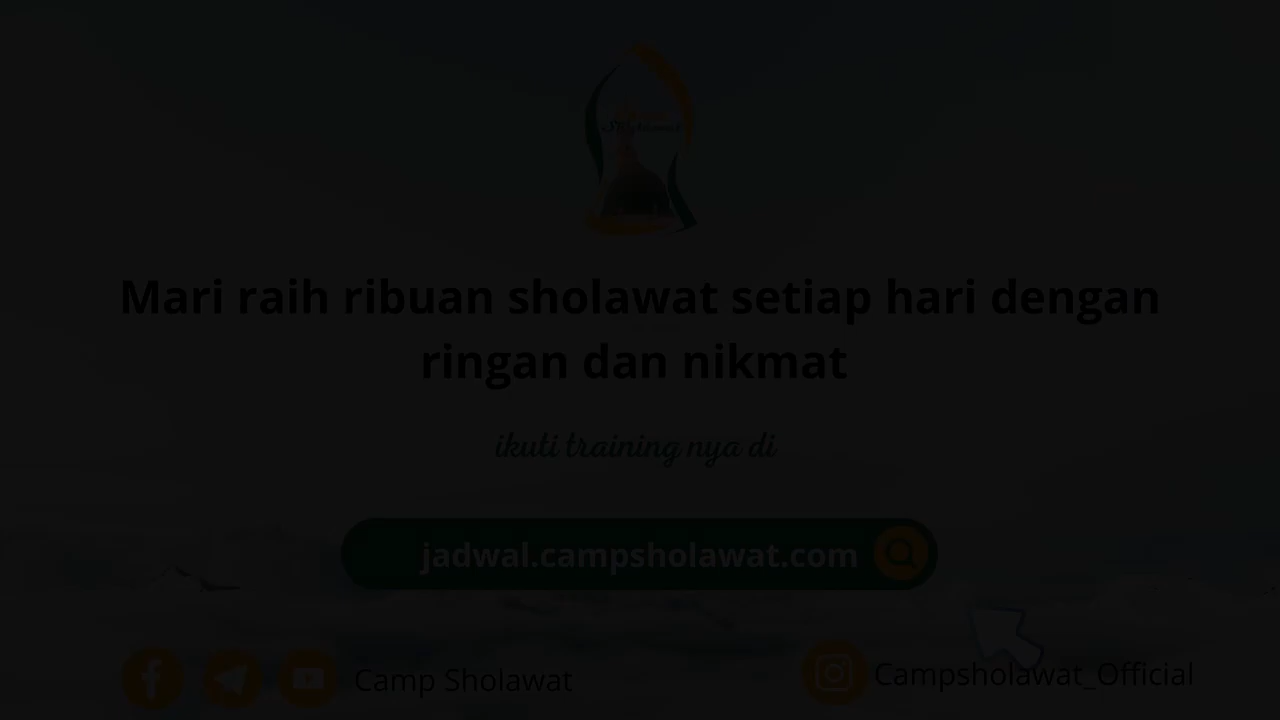 Sholawat
Mari raih ribuan sholawat setiap hari dengan
ringan dan nikmat
ikuti training nya di
jadwal.campsholawat.com
Camp Sholawat
Campsholawat_Official